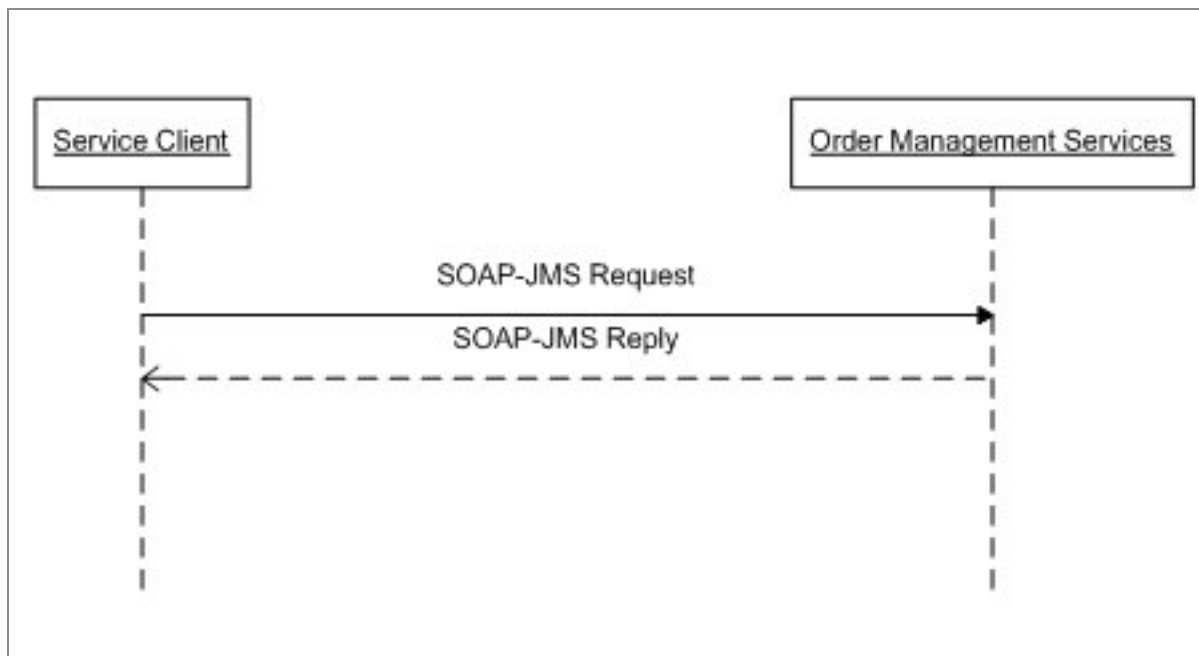 Service Client
Order Management Services
SOAP-JMS Request
SOAP-JMS Reply